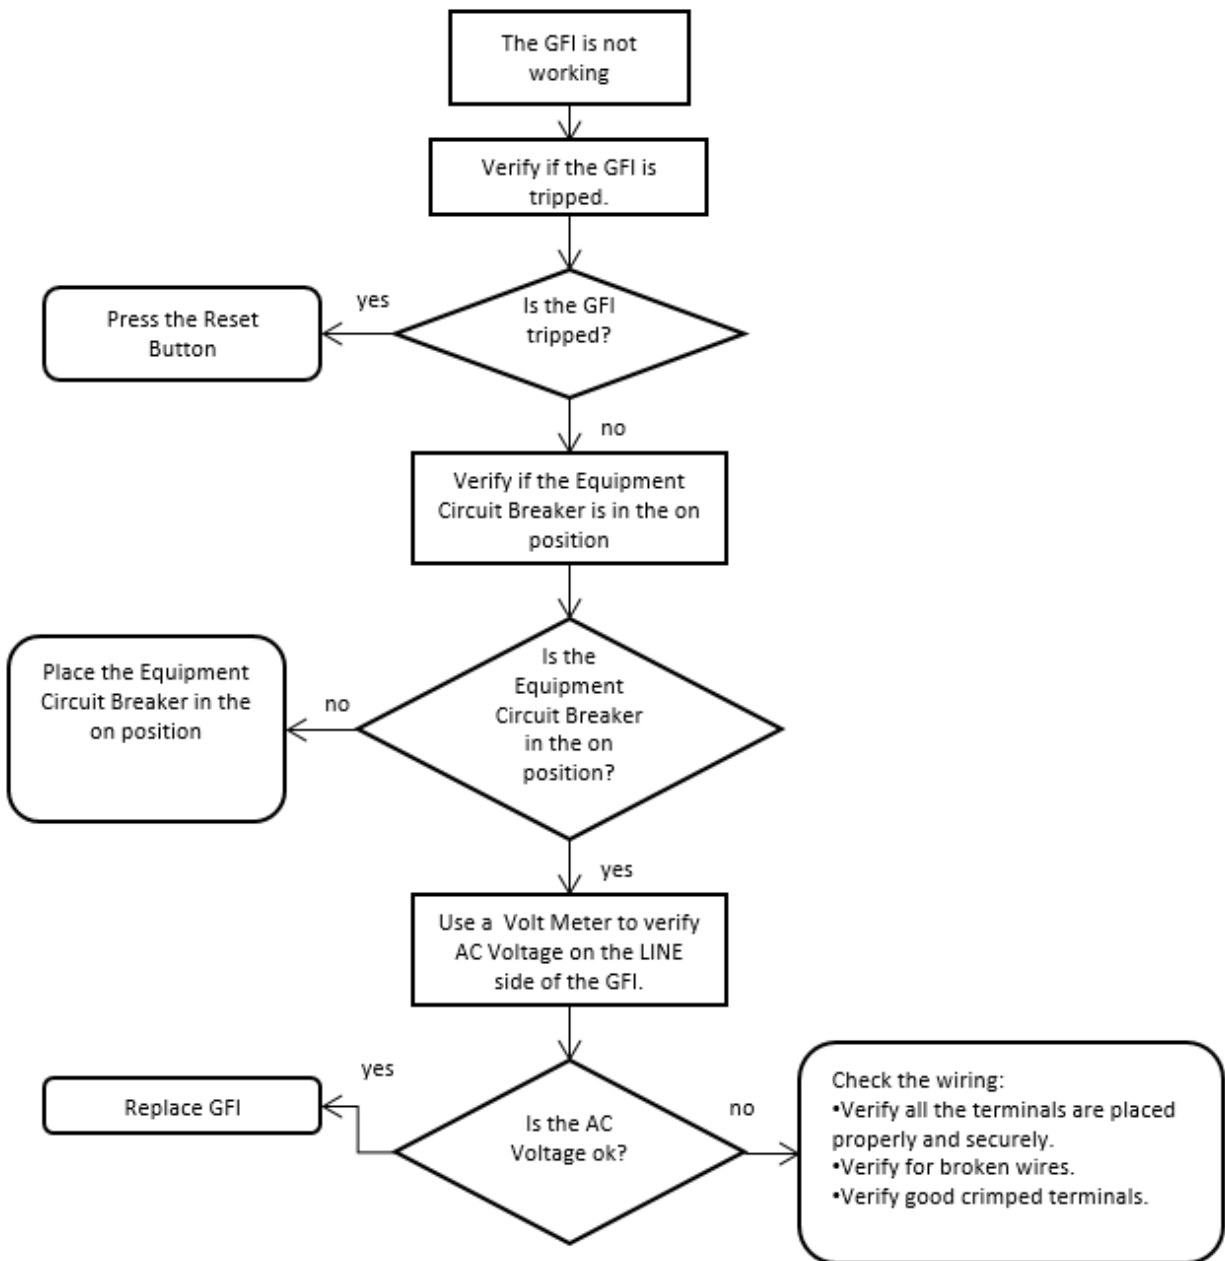 The GFI is not
working
Verify if the GFI is
tripped.
Is the GFI
tripped?
yes
Press the Reset
Button
no
Verify if the Equipment
Circuit Breaker is in the on
position
Is the
Equipment
Circuit Breaker
in the on
position?
no
Place the Equipment
Circuit Breaker in the
on position
yes
Use a Volt Meter to verify
AC Voltage on the LINE
side of the GFI.
Is the AC
Voltage ok?
yes
Replace GFI
no
Check the wiring:
•Verify all the terminals are placed
properly and securely.
•Verify for broken wires.
•Verify good crimped terminals.